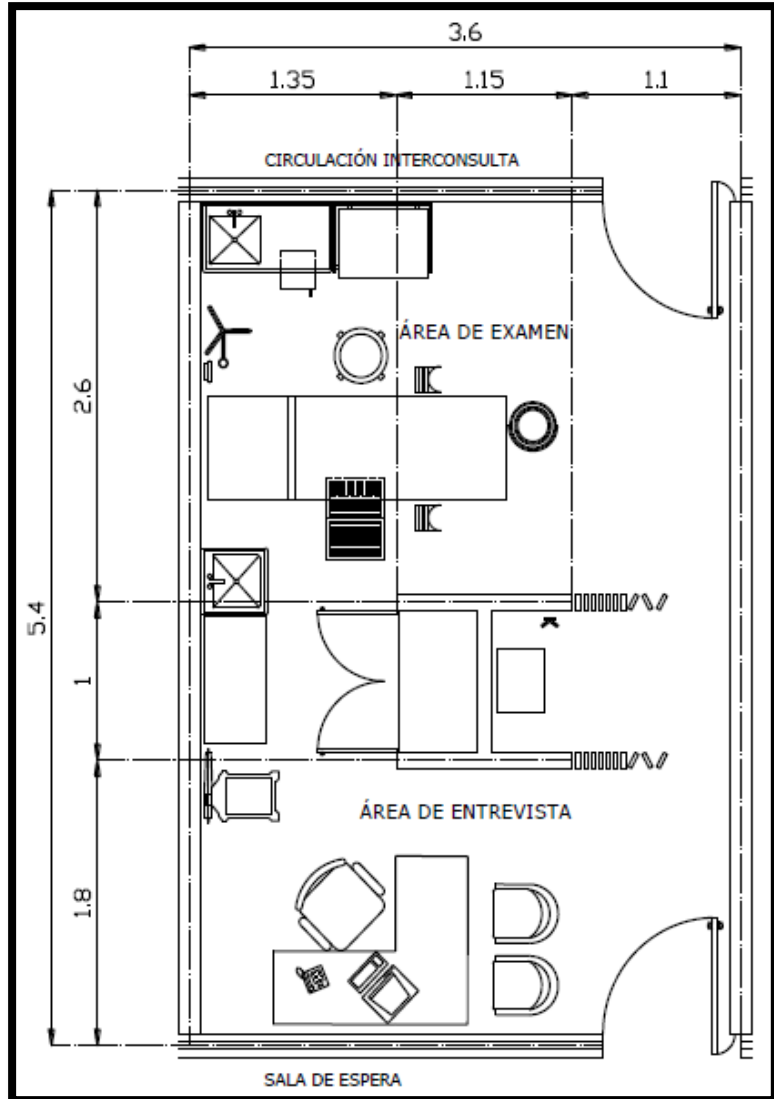 3.6
1.35
1.15
1.1
CIRCULACIÓN INTERCONSULTA
ÁREA DE EXAMEN
2.6
5.4
1
ÁREA DE ENTREVISTA
1.8
SALA DE ESPERA